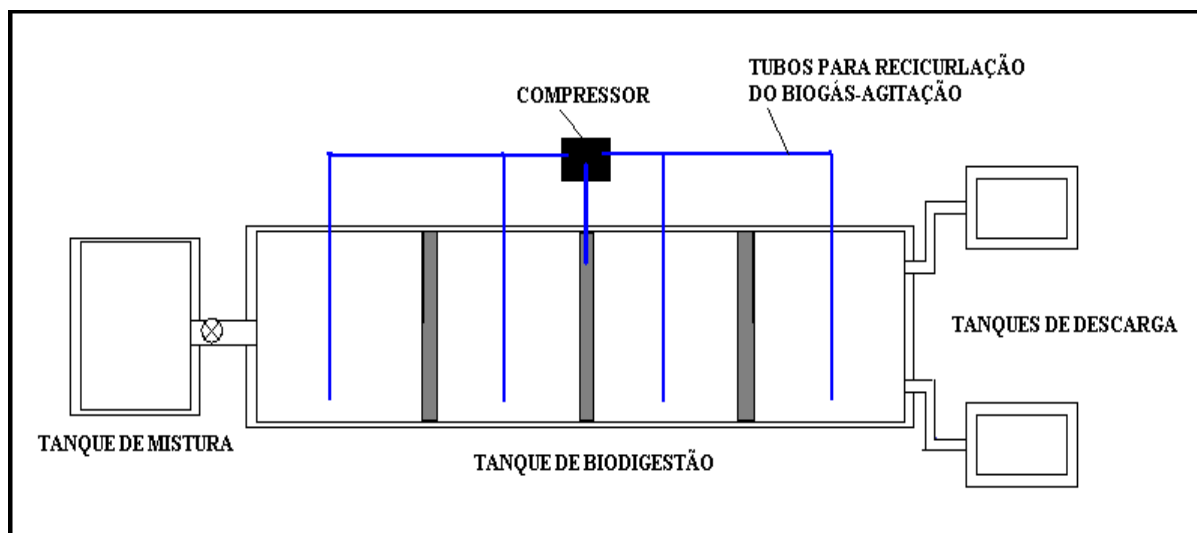 TUBOS PARA RECICURLAÇÃO
DO BIOGÁS-AGITAÇÃO
COMPRESSOR
TANQUES DE DESCARGA
TANQUE DE MISTURA
TANQUE DE BIODIGESTÃO